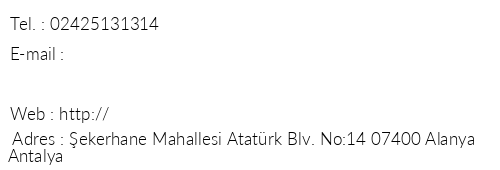 Tel. : 02425131314
E-mail :
Web : http://
Adres : Şekerhane Mahallesi Atatürk Blv. No:14 07400 Alanya
Antalya